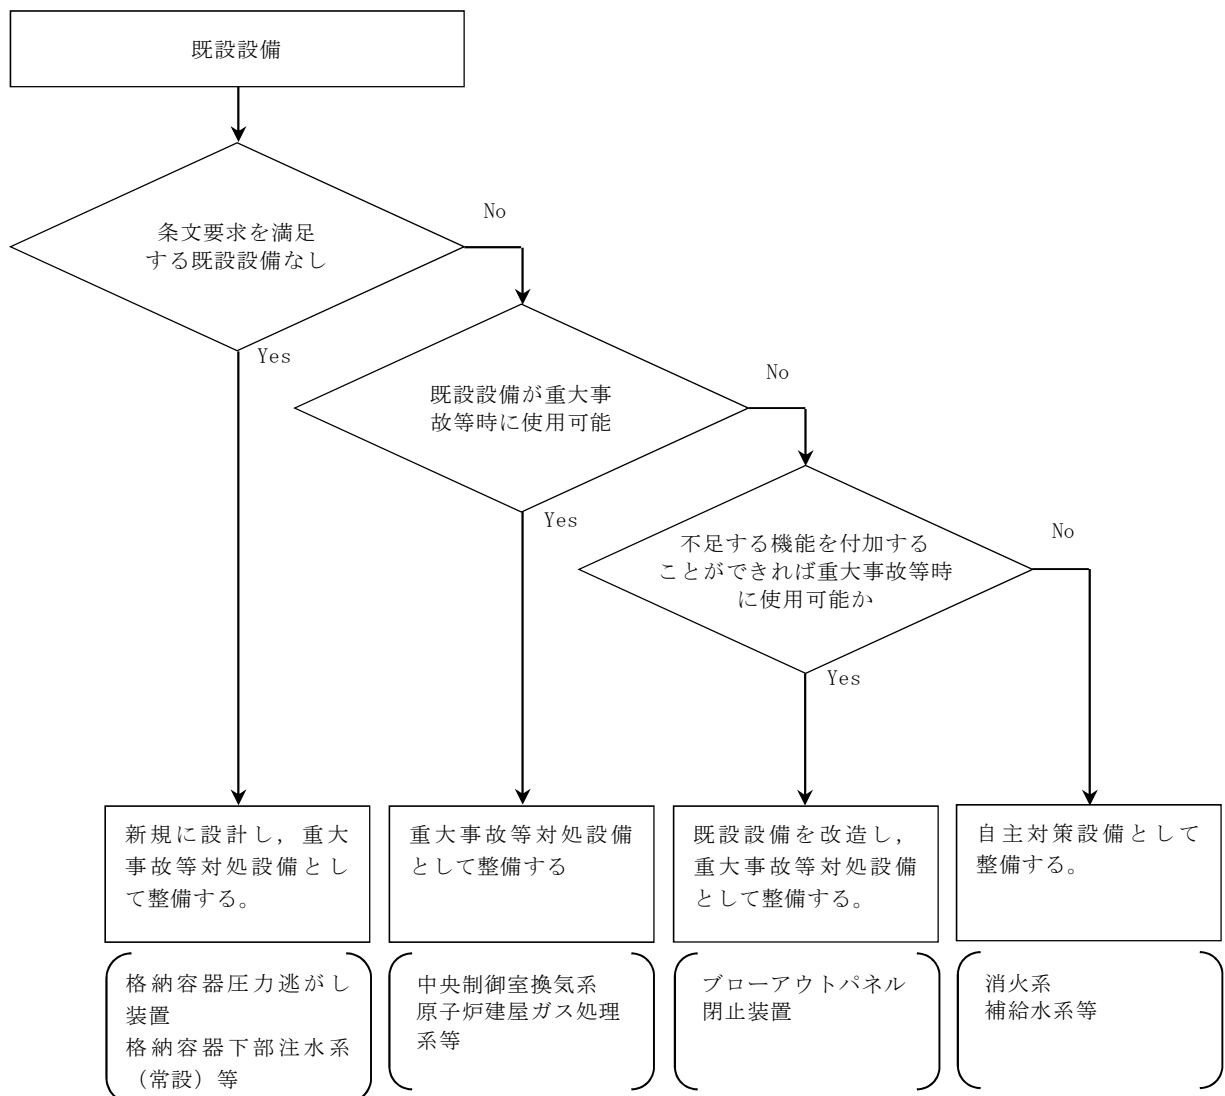 既設設備
条文要求を満足
する既設設備なし
No
Yes
既設設備が重大事
故等時に使用可能
No
Yes
不足する機能を付加する
ことができれば重大事故等時
に使用可能か
No
Yes
新規に設計し，重大
事故等対処設備とし
て整備する。
重大事故等対処設備
として整備する
既設設備を改造し，
重大事故等対処設備
として整備する。
自主対策設備として
整備する。
格納容器圧力逃がし
装置
格納容器下部注水系
（常設）等
中央制御室換気系
原子炉建屋ガス処理
系等
ブローアウトパネル
閉止装置
消火系
補給水系等